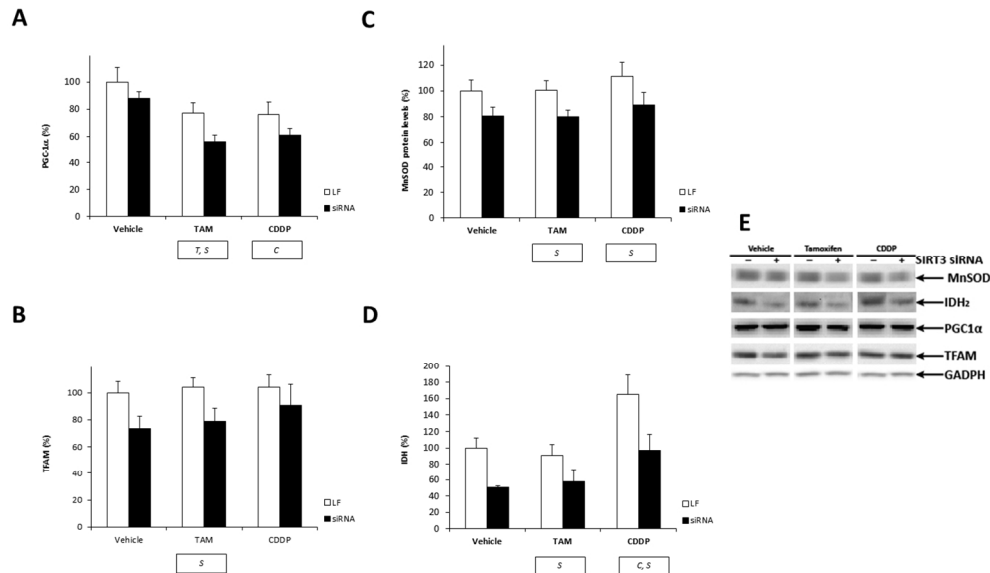 A
PGC-1α (%)
100
80
60
40
20
0
Vehicle
TAM
CDDP
LF
siRNA
T, S
C
B
TFAM (%)
100
80
60
40
20
0
Vehicle
TAM
CDDP
LF
siRNA
S
C
MnSOD protein levels (%)
120
100
80
60
40
20
0
Vehicle
TAM
CDDP
LF
siRNA
S
S
D
IDH (%)
200
180
160
140
120
100
80
60
40
20
0
Vehicle
TAM
CDDP
LF
siRNA
S
C, S
E
Vehicle Tamoxifen CDDP
− + − + − + SIRT3 siRNA
MnSOD
IDH2
PGC1α
TFAM
GADPH